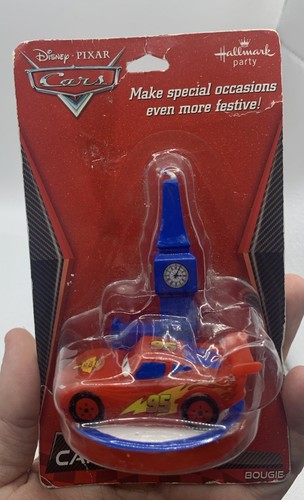 Disney · PIXAR
Cars
Hallmark
party
Make special occasions
even more festive!
95
CA
BOUGIE